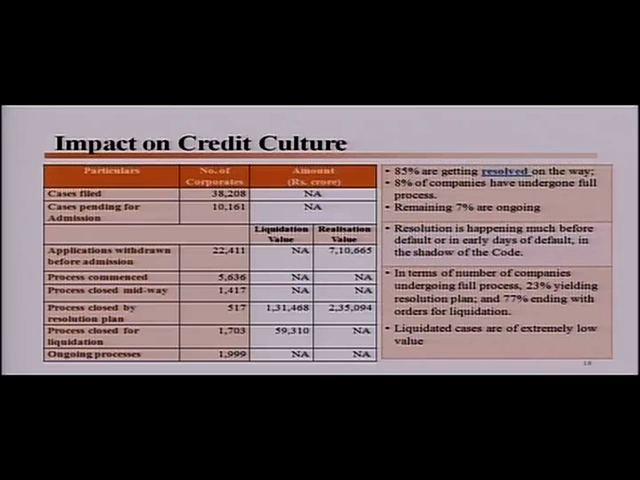 Impact on Credit Culture
Particulars No. of Corporates Amount (Rs. crore)
Cases filed 38,208 NA
Cases pending for Admission 10,161 NA
Liquidation Value Realisation Value
Applications withdrawn before admission 22,411 NA 7,10,665
Process commenced 5,636 NA NA
Process closed mid-way 1,417 NA NA
Process closed by resolution plan 517 1,31,468 2,35,094
Process closed for liquidation 1,703 59,310 NA
Ongoing processes 1,999 NA NA
• 85% are getting resolved on the way;
• 8% of companies have undergone full
process.
• Remaining 7% are ongoing
• Resolution is happening much before
default or in early days of default, in
the shadow of the Code.
• In terms of number of companies
undergoing full process, 23% yielding
resolution plan; and 77% ending with
orders for liquidation.
• Liquidated cases are of extremely low
value